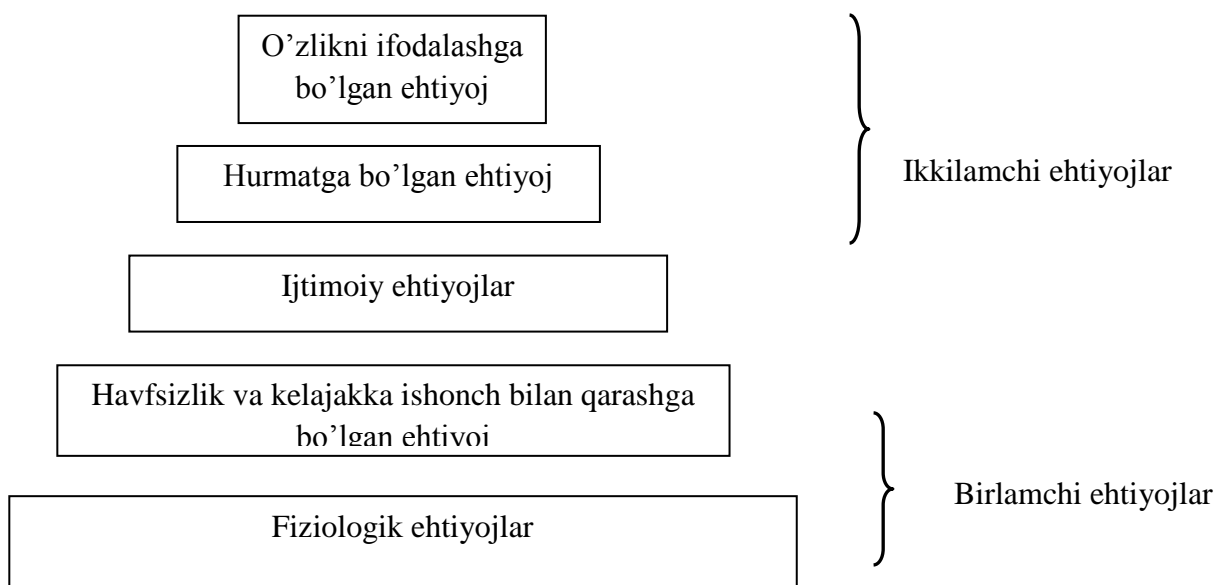 O’zlikni ifodalashga
bo’lgan ehtiyoj
Hurmatga bo’lgan ehtiyoj
Ikkilamchi ehtiyojlar
Ijtimoiy ehtiyojlar
Havfsizlik va kelajakka ishonch bilan qarashga
bo’lgan ehtiyoj
Birlamchi ehtiyojlar
Fiziologik ehtiyojlar